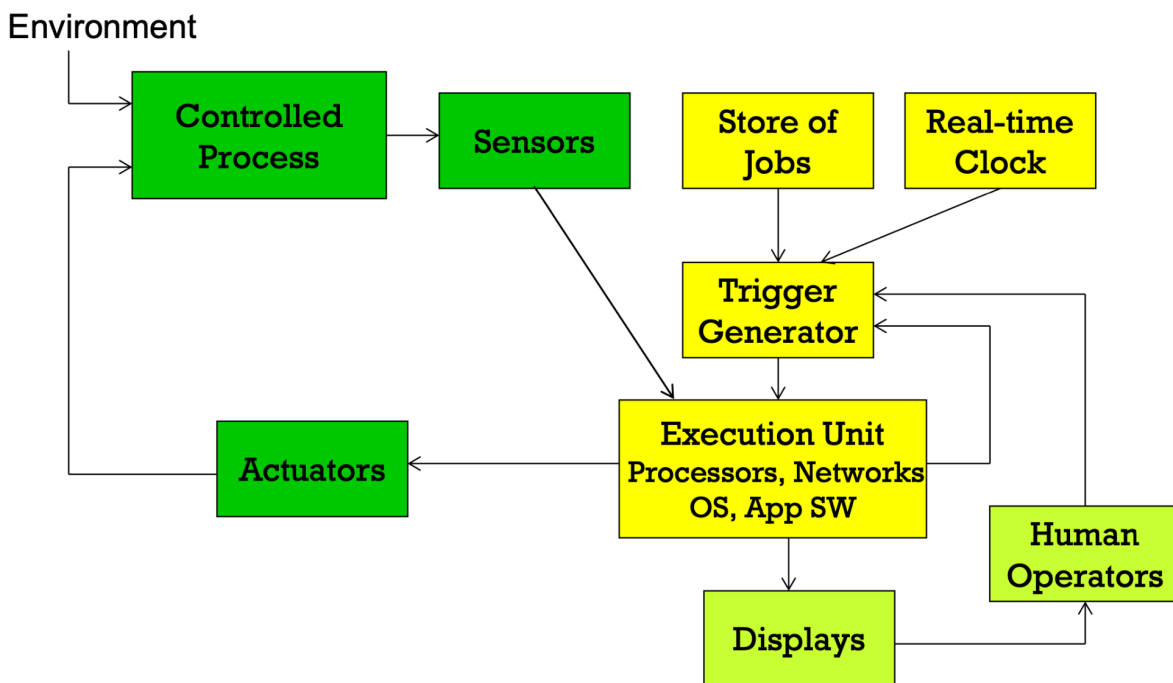 Environment
Controlled
Process
Sensors
Store of
Jobs
Real-time
Clock
Trigger
Generator
Execution Unit
Processors, Networks
OS, App SW
Actuators
Human
Operators
Displays